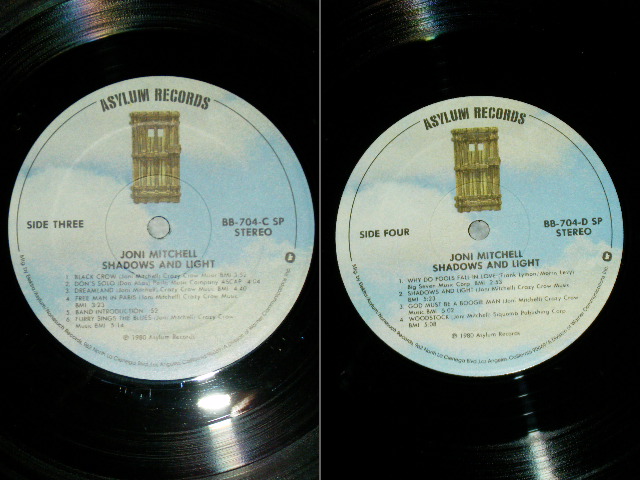 ASYLUM RECORDS
SIDE THREE
BB-704-C SP
STEREO
JONI MITCHELL
SHADOWS AND LIGHT
1. BLACK CROW (Joni Mitchell) Crazy Crow Music BMI 3:52
2. DON'S SOLO (Don Alias) Music Company ASCAP 4:04
3. DREAMLAND (Joni Mitchell) Crazy Crow Music BMI 4:40
4. FREE MAN IN PARIS (Joni Mitchell) Crazy Crow Music
BMI 3:23
5. BAND INTRODUCTION :52
6. FURRY SINGS THE BLUES (Joni Mitchell) Crazy Crow
Music BMI 5:14
℗ 1980 Asylum Records
ASYLUM RECORDS
SIDE FOUR
BB-704-D SP
STEREO
JONI MITCHELL
SHADOWS AND LIGHT
1. WHY DO FOOLS FALL IN LOVE (Frank Lymon/Morris Levy)
Big Seven Music Corp. BMI 2:53
2. SHADOWS AND LIGHT (Joni Mitchell) Crazy Crow Music
BMI 5:23
3. GOD MUST BE A BOOGIE MAN (Joni Mitchell) Crazy Crow
Music BMI 5:02
4. WOODSTOCK (Joni Mitchell) Siquomb Publishing Corp
BMI 5:08
℗ 1980 Asylum Records